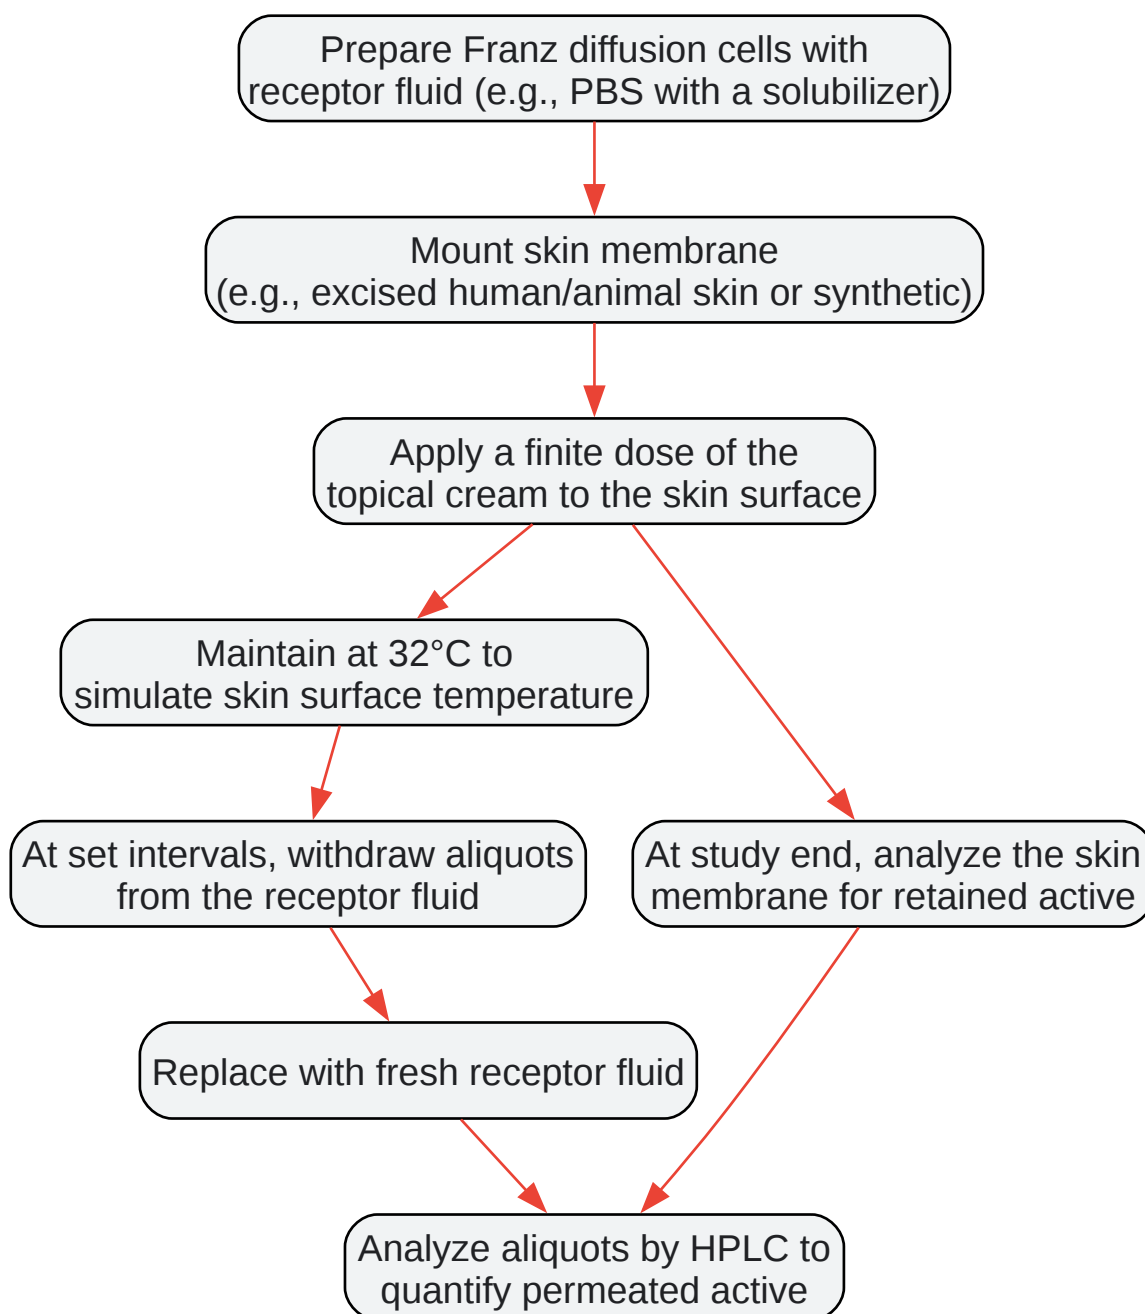 Prepare Franz diffusion cells with
receptor fluid (e.g., PBS with a solubilizer)
Mount skin membrane
(e.g., excised human/animal skin or synthetic)
Apply a finite dose of the
topical cream to the skin surface
Maintain at 32°C to
simulate skin surface temperature
At set intervals, withdraw aliquots
from the receptor fluid
At study end, analyze the skin
membrane for retained active
Replace with fresh receptor fluid
Analyze aliquots by HPLC to
quantify permeated active